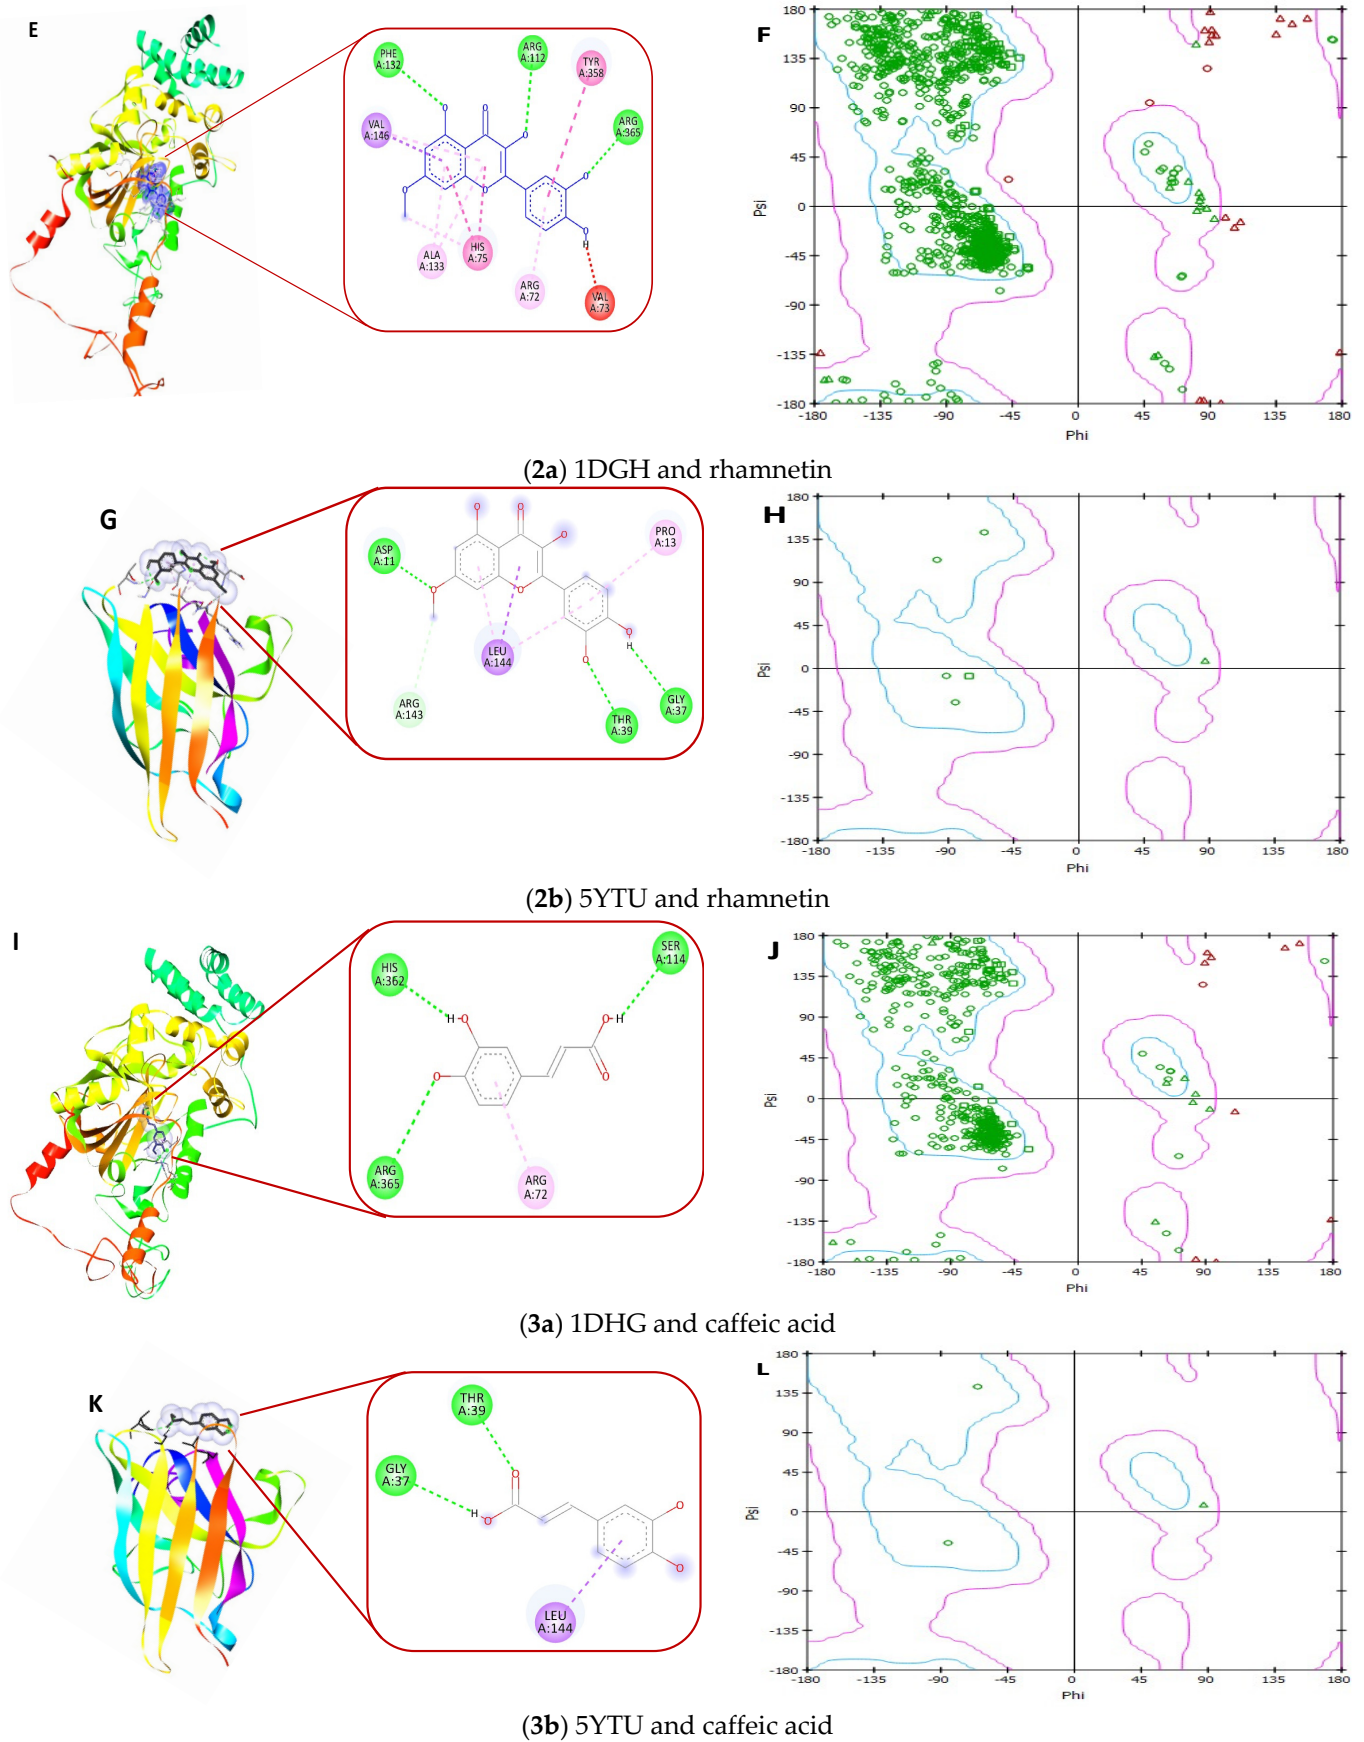 E
PHE
A:132
ARG
A:112
TYR
A:358
VAL
A:146
ARG
A:365
O
O
O
O
O
O
O
H
ALA
A:133
HIS
A:75
ARG
A:72
VAL
A:73
F
180
135
90
45
0
-45
-90
-135
-180
Psi
-180 -135 -90 -45 0 45 90 135 180
Phi
(2a) 1DGH and rhamnetin
G
ASP
A:11
PRO
A:13
O
O
O
O
O
O
O
H
LEU
A:144
ARG
A:143
THR
A:39
GLY
A:37
H
180
135
90
45
0
-45
-90
-135
-180
Psi
-180 -135 -90 -45 0 45 90 135 180
Phi
(2b) 5YTU and rhamnetin
I
HIS
A:362
SER
A:114
H-O
O
O-H
O
ARG
A:365
ARG
A:72
J
180
135
90
45
0
-45
-90
-135
-180
Psi
-180 -135 -90 -45 0 45 90 135 180
Phi
(3a) 1DHG and caffeic acid
K
THR
A:39
GLY
A:37
O
H
O
O
O
LEU
A:144
L
180
135
90
45
0
-45
-90
-135
-180
Psi
-180 -135 -90 -45 0 45 90 135 180
Phi
(3b) 5YTU and caffeic acid